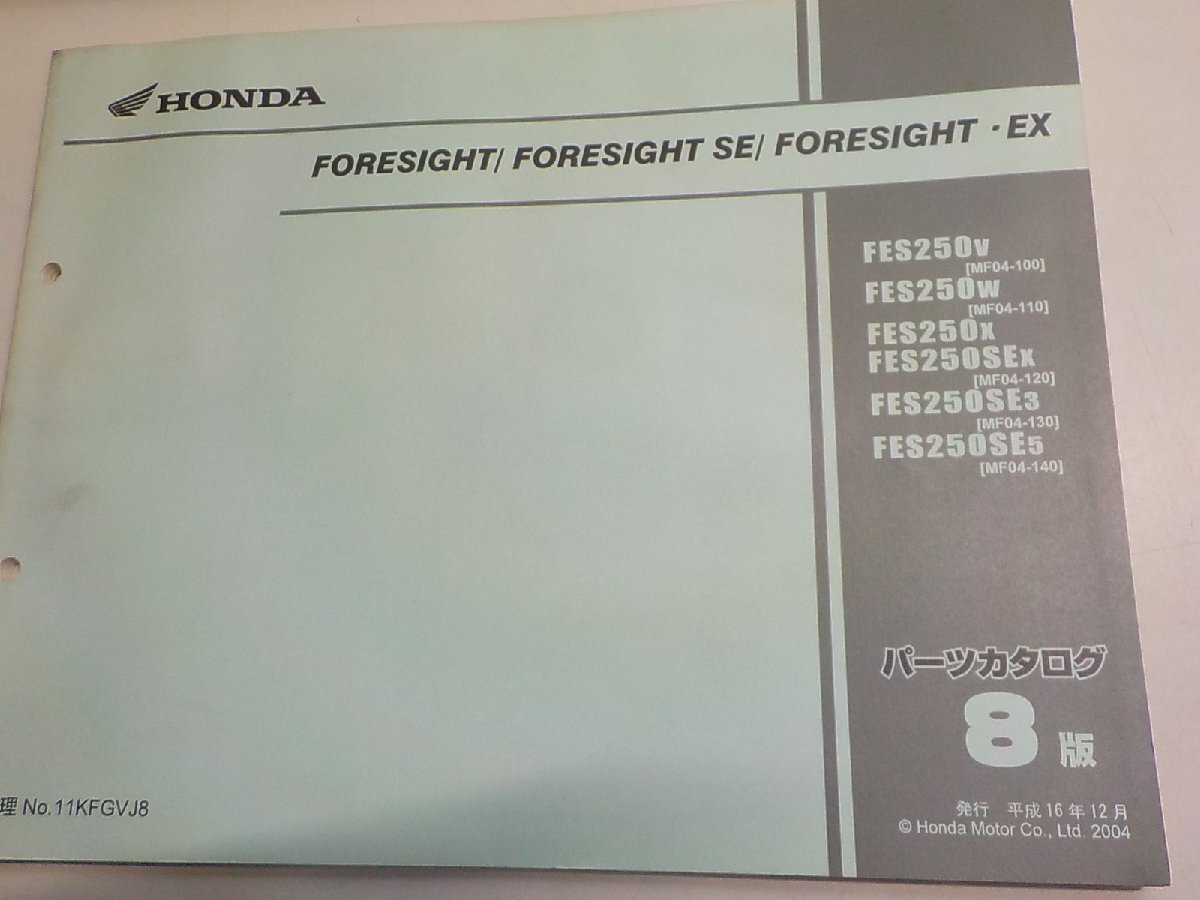 HONDA
FORESIGHT/ FORESIGHT SE/ FORESIGHT・EX
FES250V
[MF04-100]
FES250W
[MF04-110]
FES250X
FES250SEX
[MF04-120]
FES250SE3
[MF04-130]
FES250SE5
[MF04-140]
パーツカタログ
8版
理 No.11KFGVJ8
発行 平成16年12月
© Honda Motor Co., Ltd. 2004